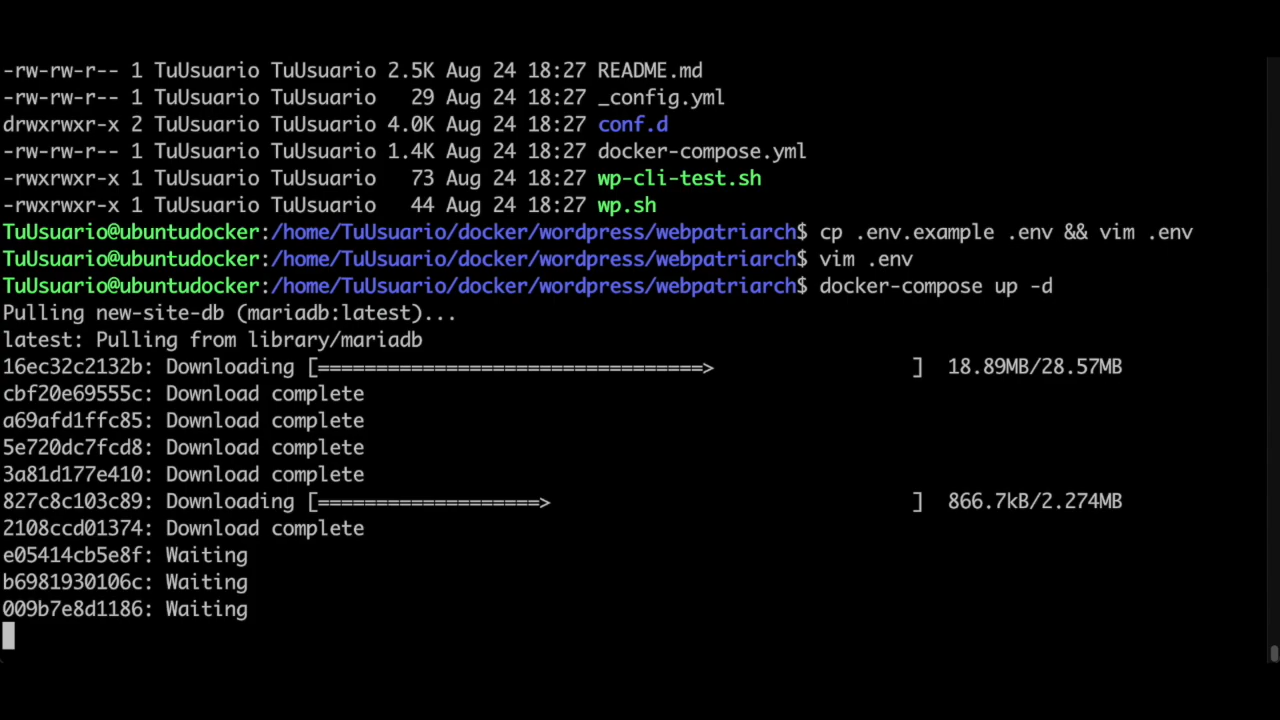 -rw-rw-r-- 1 TuUsuario TuUsuario 2.5K Aug 24 18:27 README.md
-rw-rw-r-- 1 TuUsuario TuUsuario   29 Aug 24 18:27 _config.yml
drwxrwxr-x 2 TuUsuario TuUsuario 4.0K Aug 24 18:27 conf.d
-rw-rw-r-- 1 TuUsuario TuUsuario 1.4K Aug 24 18:27 docker-compose.yml
-rwxrwxr-x 1 TuUsuario TuUsuario   73 Aug 24 18:27 wp-cli-test.sh
-rwxrwxr-x 1 TuUsuario TuUsuario   44 Aug 24 18:27 wp.sh
TuUsuario@ubuntudocker:/home/TuUsuario/docker/wordpress/webpatriarch$ cp .env.example .env && vim .env
TuUsuario@ubuntudocker:/home/TuUsuario/docker/wordpress/webpatriarch$ vim .env
TuUsuario@ubuntudocker:/home/TuUsuario/docker/wordpress/webpatriarch$ docker-compose up -d
Pulling new-site-db (mariadb:latest)...
latest: Pulling from library/mariadb
16ec32c2132b: Downloading [=================================>                 ]  18.89MB/28.57MB
cbf20e69555c: Download complete
a69afd1ffc85: Download complete
5e720dc7fcd8: Download complete
3a81d177e410: Download complete
827c8c103c89: Downloading [===================>                               ]  866.7kB/2.274MB
2108ccd01374: Download complete
e05414cb5e8f: Waiting
b6981930106c: Waiting
009b7e8d1186: Waiting